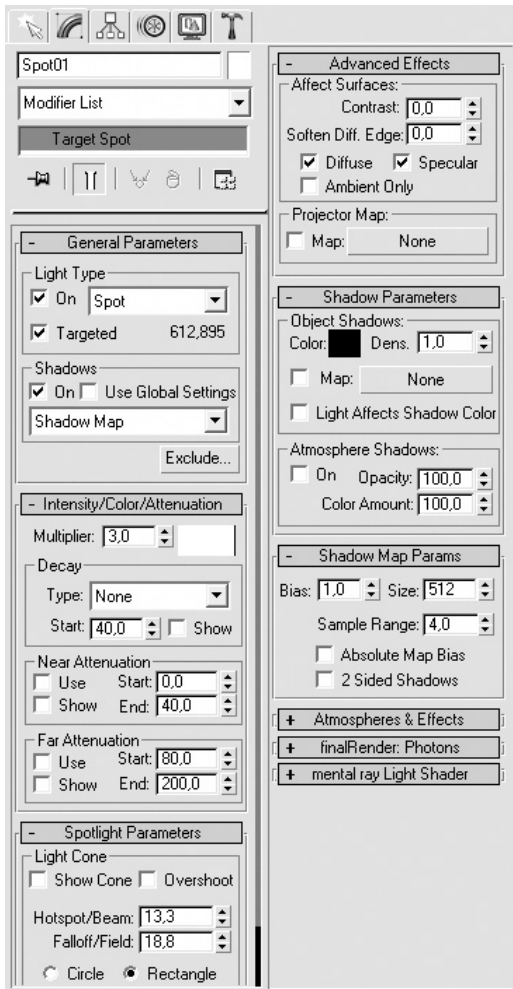 Spot01
Modifier List
Target Spot
- General Parameters
Light Type
On Spot
Targeted 612,895
Shadows
On Use Global Settings
Shadow Map
Exclude...
- Intensity/Color/Attenuation
Multiplier: 3,0
Decay
Type: None
Start: 40,0 Show
Near Attenuation
Use Start: 0,0
Show End: 40,0
Far Attenuation
Use Start: 80,0
Show End: 200,0
- Spotlight Parameters
Light Cone
Show Cone Overshoot
Hotspot/Beam: 13,3
Falloff/Field: 18,8
Circle Rectangle
- Advanced Effects
Affect Surfaces:
Contrast: 0,0
Soften Diff. Edge: 0,0
Diffuse Specular
Ambient Only
Projector Map:
Map: None
- Shadow Parameters
Object Shadows:
Color: Dens. 1,0
Map: None
Light Affects Shadow Color
Atmosphere Shadows:
On Opacity: 100,0
Color Amount: 100,0
- Shadow Map Params
Bias: 1,0 Size: 512
Sample Range: 4,0
Absolute Map Bias
2 Sided Shadows
+ Atmospheres & Effects
+ finalRender: Photons
+ mental ray Light Shader